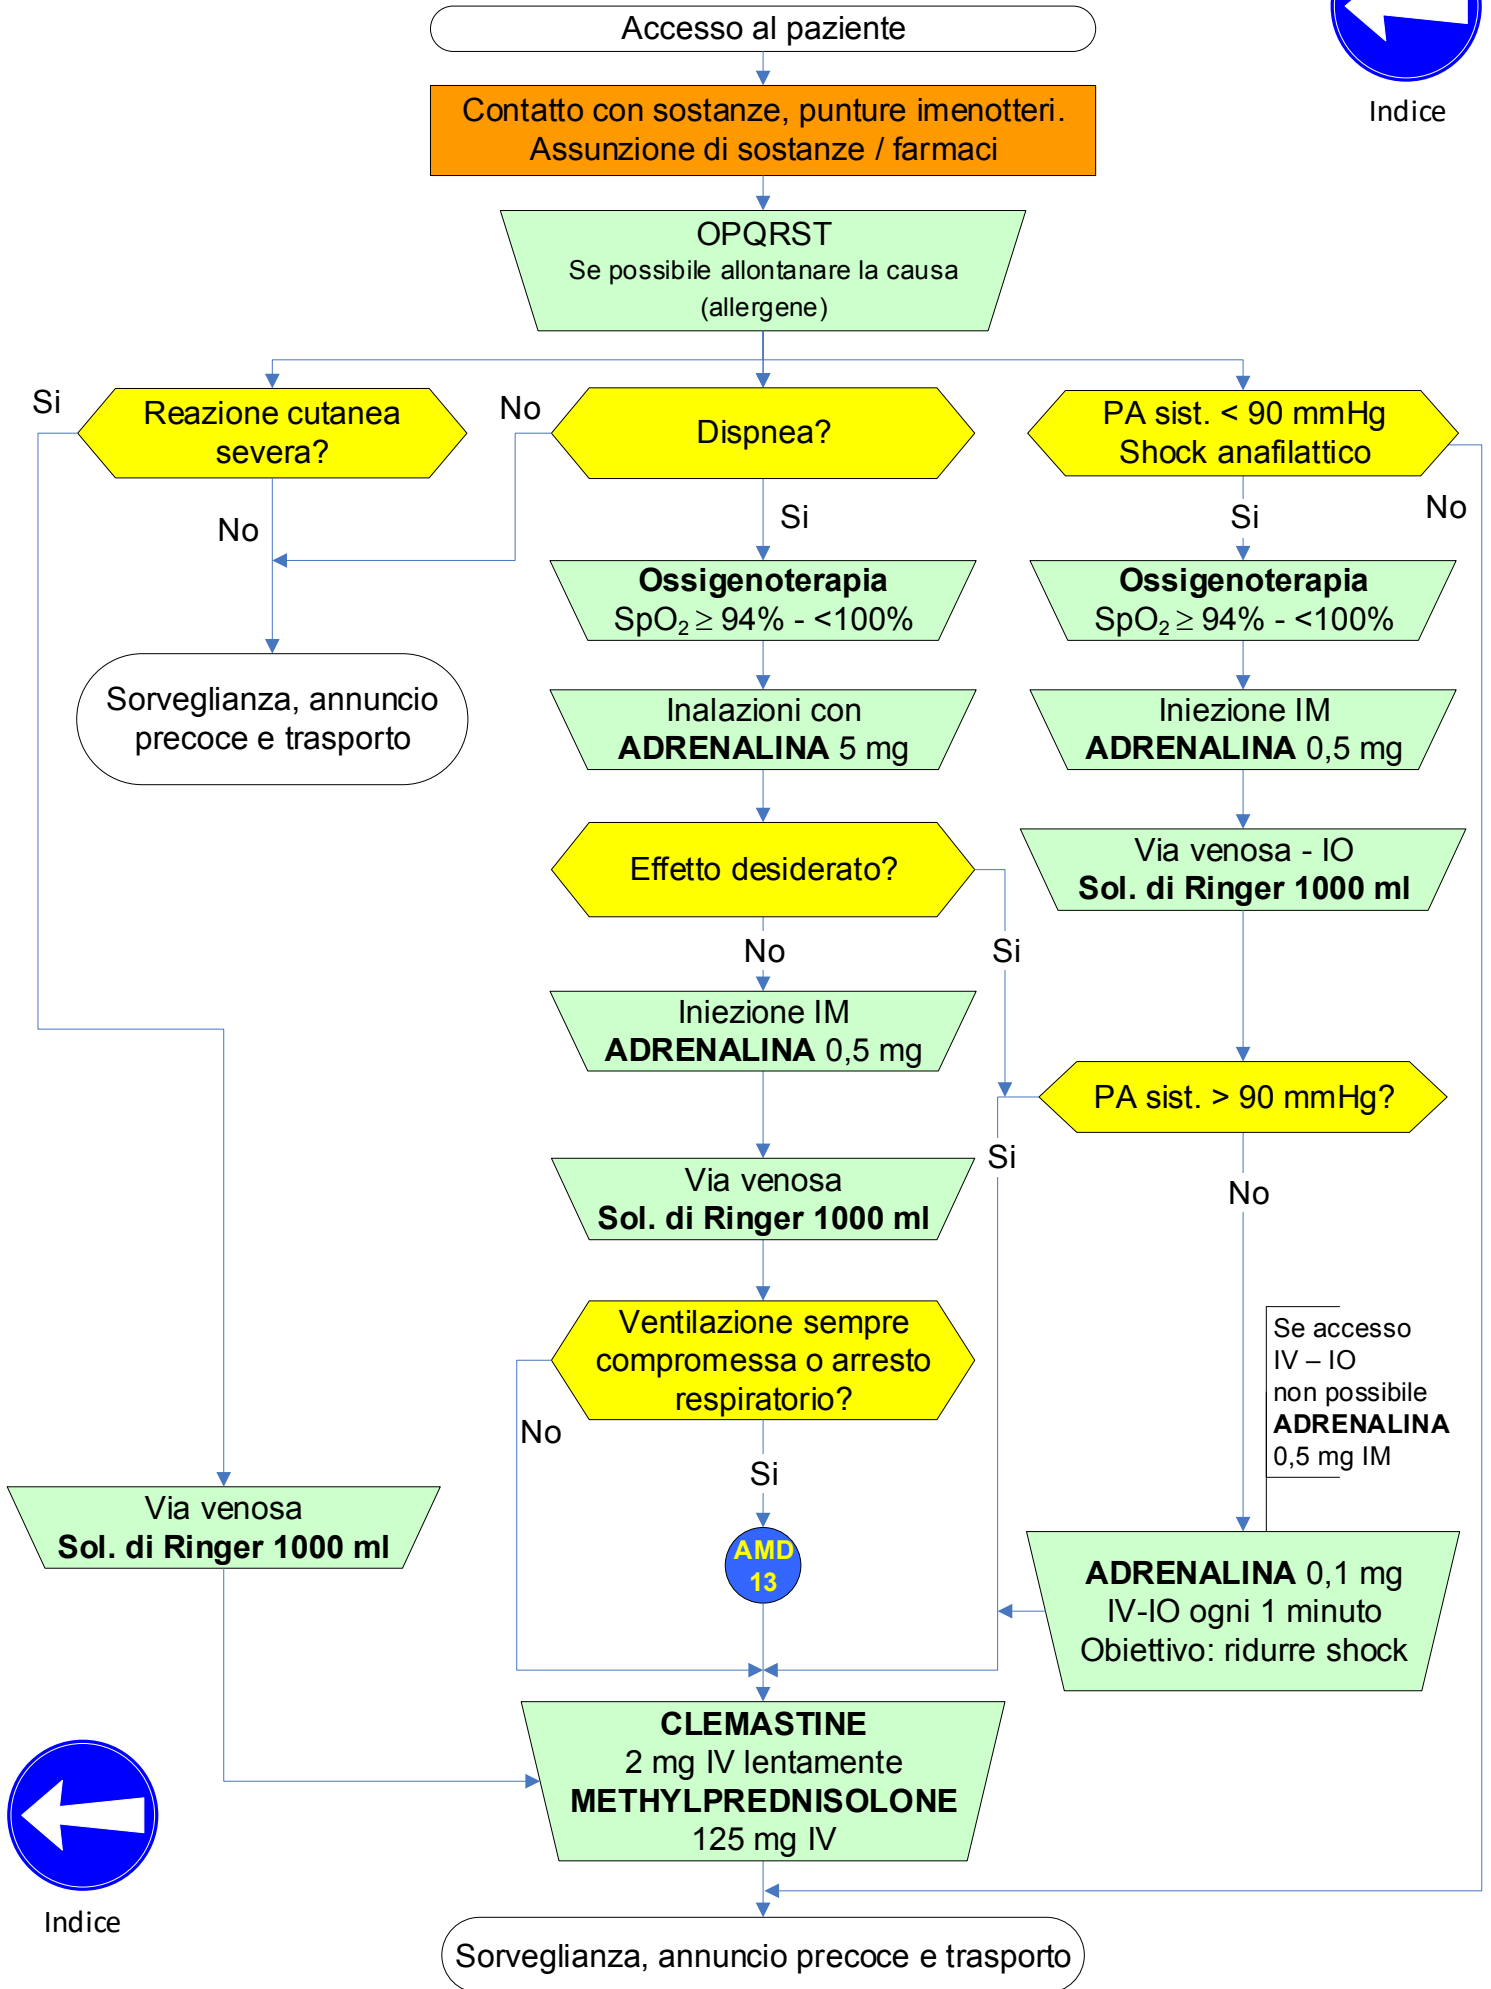 Accesso al paziente
Indice
Contatto con sostanze, punture imenotteri.
Assunzione di sostanze / farmaci
OPQRST
Se possibile allontanare la causa
(allergene)
Si
Reazione cutanea
severa?
No
No
Dispnea?
Si
PA sist. < 90 mmHg
Shock anafilattico
No
Si
Ossigenoterapia
SpO₂ ≥ 94% - <100%
Ossigenoterapia
SpO₂ ≥ 94% - <100%
Sorveglianza, annuncio
precoce e trasporto
Inalazioni con
ADRENALINA 5 mg
Iniezione IM
ADRENALINA 0,5 mg
Effetto desiderato?
No
Si
Via venosa - IO
Sol. di Ringer 1000 ml
Iniezione IM
ADRENALINA 0,5 mg
PA sist. > 90 mmHg?
Si
No
Via venosa
Sol. di Ringer 1000 ml
Ventilazione sempre
compromessa o arresto
respiratorio?
No
Si
Se accesso
IV – IO
non possibile
ADRENALINA
0,5 mg IM
Via venosa
Sol. di Ringer 1000 ml
AMD
13
ADRENALINA 0,1 mg
IV-IO ogni 1 minuto
Obiettivo: ridurre shock
CLEMASTINE
2 mg IV lentamente
METHYLPREDNISOLONE
125 mg IV
Indice
Sorveglianza, annuncio precoce e trasporto